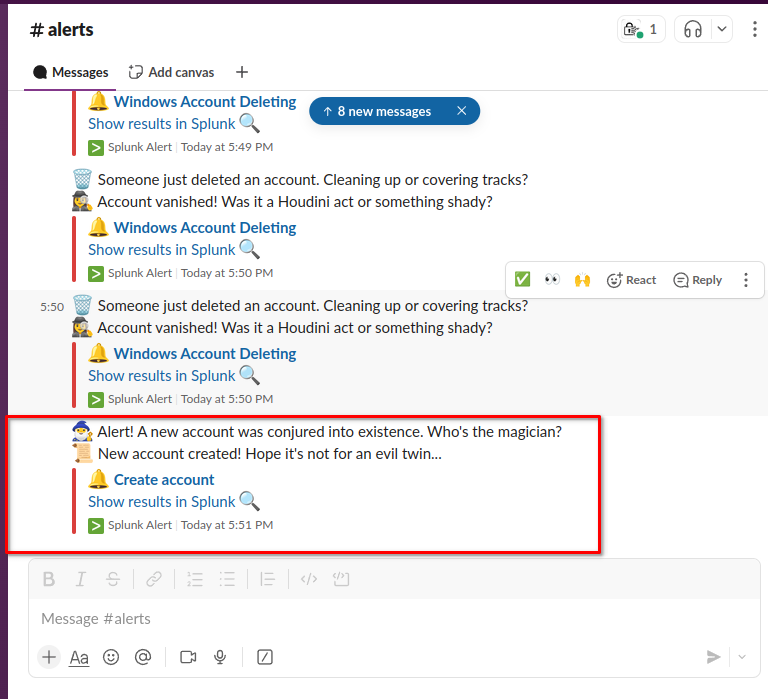 # alerts
1
Messages
Add canvas
🔔 Windows Account Deleting
↑ 8 new messages
Show results in Splunk 🔍
Splunk Alert | Today at 5:49 PM
🗑️ Someone just deleted an account. Cleaning up or covering tracks?
🕵️‍♀️ Account vanished! Was it a Houdini act or something shady?
🔔 Windows Account Deleting
Show results in Splunk 🔍
Splunk Alert | Today at 5:50 PM
React
Reply
5:50 🗑️ Someone just deleted an account. Cleaning up or covering tracks?
🕵️‍♀️ Account vanished! Was it a Houdini act or something shady?
🔔 Windows Account Deleting
Show results in Splunk 🔍
Splunk Alert | Today at 5:50 PM
🧙‍♂️ Alert! A new account was conjured into existence. Who's the magician?
📜 New account created! Hope it's not for an evil twin...
🔔 Create account
Show results in Splunk 🔍
Splunk Alert | Today at 5:51 PM
B I S
Message #alerts
Aa @